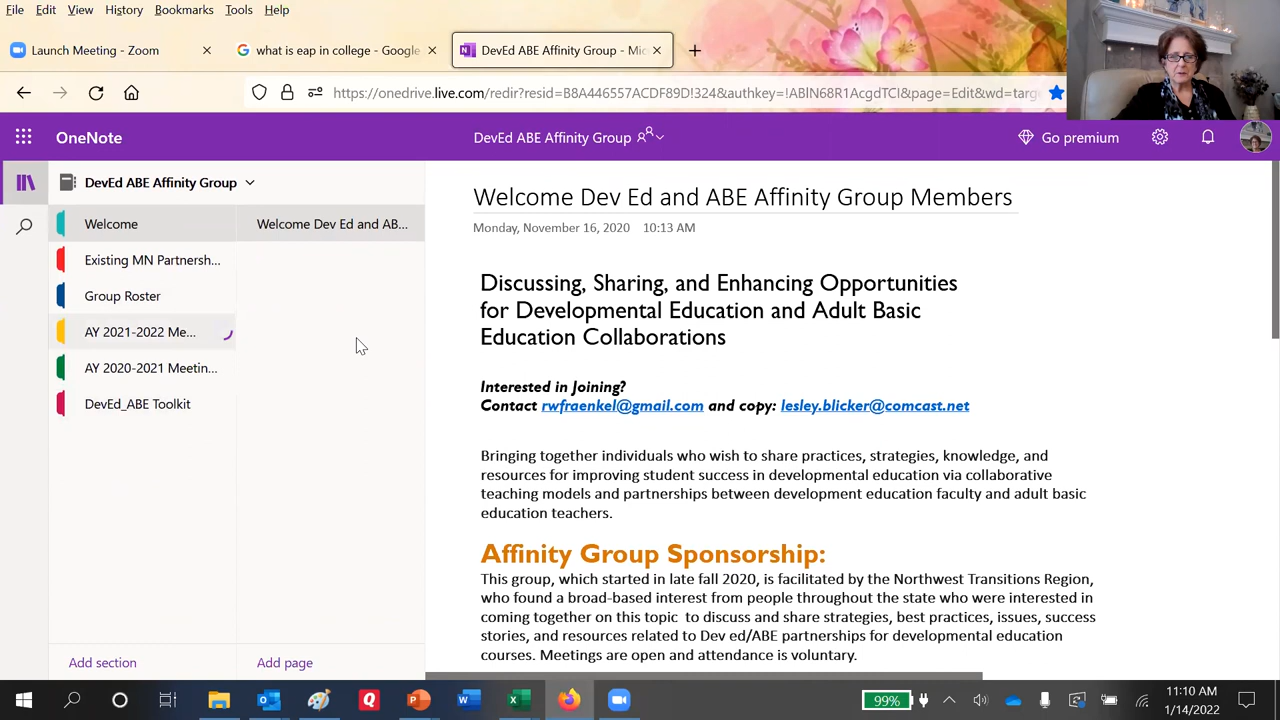 File Edit View History Bookmarks Tools Help
Launch Meeting - Zoom
what is eap in college - Google
DevEd ABE Affinity Group - Mic
https://onedrive.live.com/redir?resid=B8A446557ACDF89D!324&authkey=!ABlN68R1AcgdTCI&page=Edit&wd=targ
OneNote
DevEd ABE Affinity Group
Go premium
DevEd ABE Affinity Group
Welcome
Existing MN Partnersh...
Group Roster
AY 2021-2022 Me...
AY 2020-2021 Meetin...
DevEd_ABE Toolkit
Add section
Welcome Dev Ed and AB...
Add page
Welcome Dev Ed and ABE Affinity Group Members
Monday, November 16, 2020 10:13 AM
Discussing, Sharing, and Enhancing Opportunities
for Developmental Education and Adult Basic
Education Collaborations
Interested in Joining?
Contact rwfraenkel@gmail.com and copy: lesley.blicker@comcast.net
Bringing together individuals who wish to share practices, strategies, knowledge, and
resources for improving student success in developmental education via collaborative
teaching models and partnerships between development education faculty and adult basic
education teachers.
Affinity Group Sponsorship:
This group, which started in late fall 2020, is facilitated by the Northwest Transitions Region,
who found a broad-based interest from people throughout the state who were interested in
coming together on this topic to discuss and share strategies, best practices, issues, success
stories, and resources related to Dev ed/ABE partnerships for developmental education
courses. Meetings are open and attendance is voluntary.
99%
11:10 AM
1/14/2022